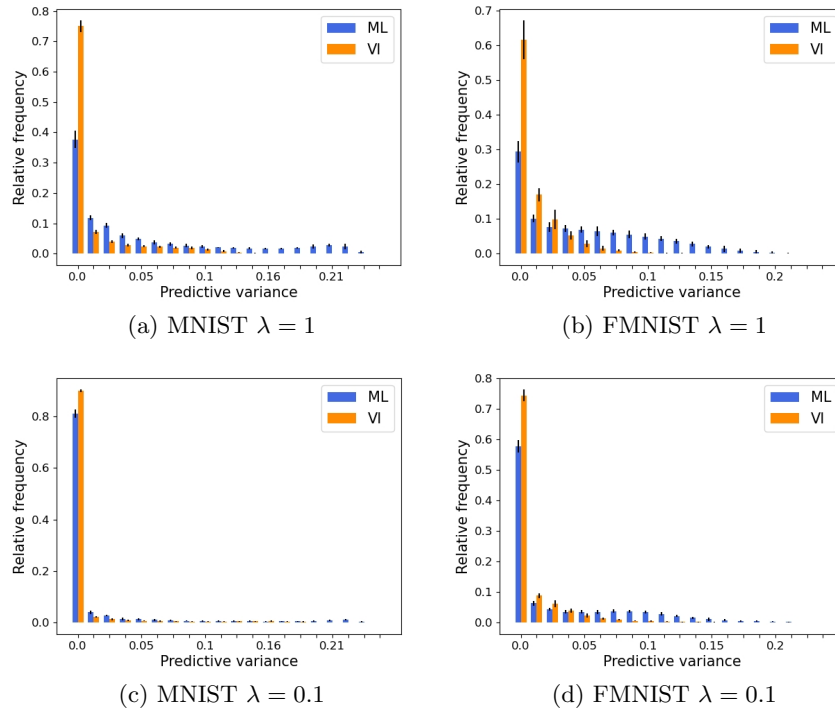 0.8
0.7
0.6
0.5
0.4
0.3
0.2
0.1
0.0
Relative frequency
ML
VI
0.0 0.05 0.1 0.16 0.21
Predictive variance
(a) MNIST λ = 1
0.7
0.6
0.5
0.4
0.3
0.2
0.1
0.0
Relative frequency
ML
VI
0.0 0.05 0.1 0.15 0.2
Predictive variance
(b) FMNIST λ = 1
0.8
0.6
0.4
0.2
0.0
Relative frequency
ML
VI
0.0 0.05 0.1 0.16 0.21
Predictive variance
(c) MNIST λ = 0.1
0.8
0.7
0.6
0.5
0.4
0.3
0.2
0.1
0.0
Relative frequency
ML
VI
0.0 0.05 0.1 0.15 0.2
Predictive variance
(d) FMNIST λ = 0.1